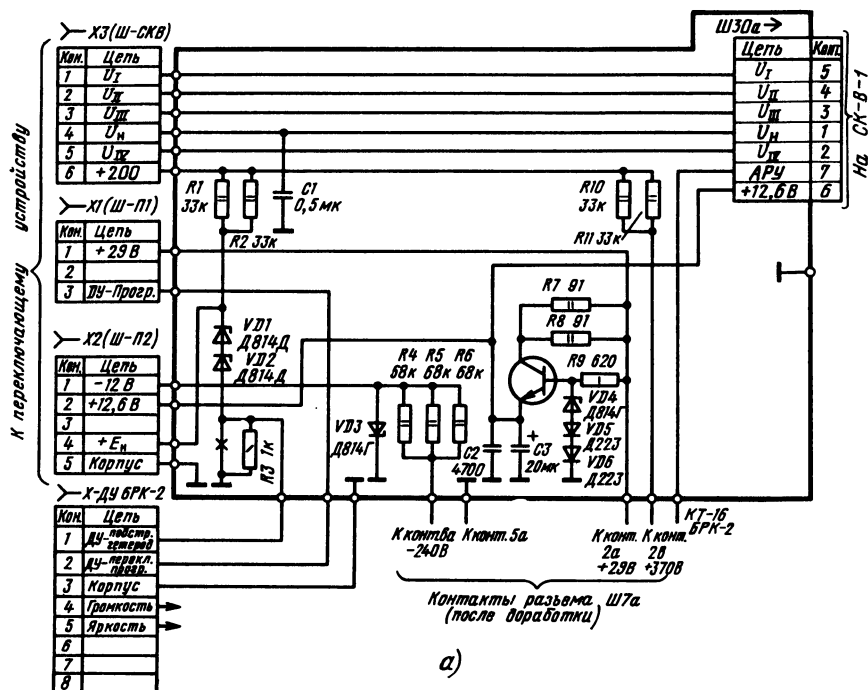 К переключающему устройству
Х3(Ш-СКВ)
Кон. Цепь
1 UI
2 UII
3 UIII
4 Uн
5 UIV
6 +200
Х1(Ш-П1)
Кон. Цепь
1 +29В
2
3 ДУ-Прогр.
Х2(Ш-П2)
Кон. Цепь
1 -12В
2 +12,6В
3
4 +Ен
5 Корпус
Х-ДУ БРК-2
Кон. Цепь
1 ДУ-подстр. гетерод
2 ДУ-перекл. прогр.
3 Корпус
4 Громкость
5 Яркость
6
7
8
Ш30а
Цепь Конт.
UI 5
UII 4
UIII 3
Uн 1
UIV 2
АРУ 7
+12,6В 6
На СК-В-1
R1
33к
R2 33к
C1
0,5мк
R10
33к
R11 33к
VD1
Д814Д
VD2
Д814Д
R3 1к
VD3
Д814Г
R4
68к
R5
68к
R6
68к
R7 91
R8 91
R9 620
VD4
Д814Г
VD5
Д223
VD6
Д223
C2
4700
+
C3
20мк
К конт8а
-240В
К конт. 5а
К конт.
2а
+29В
К конт.
2в
+370В
КТ-16
БРК-2
Контакты разъема Ш7а
(после доработки)
а)